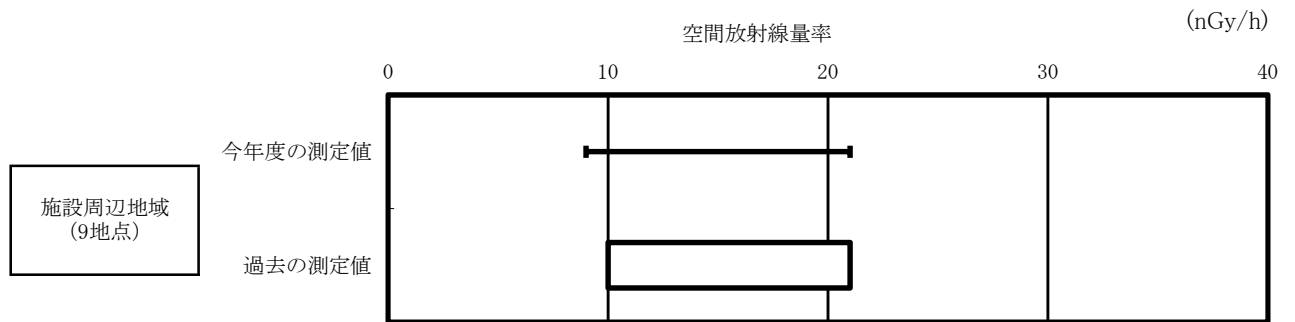 (nGy/h)
空間放射線量率
0 10 20 30 40
今年度の測定値
施設周辺地域
(9地点)
過去の測定値